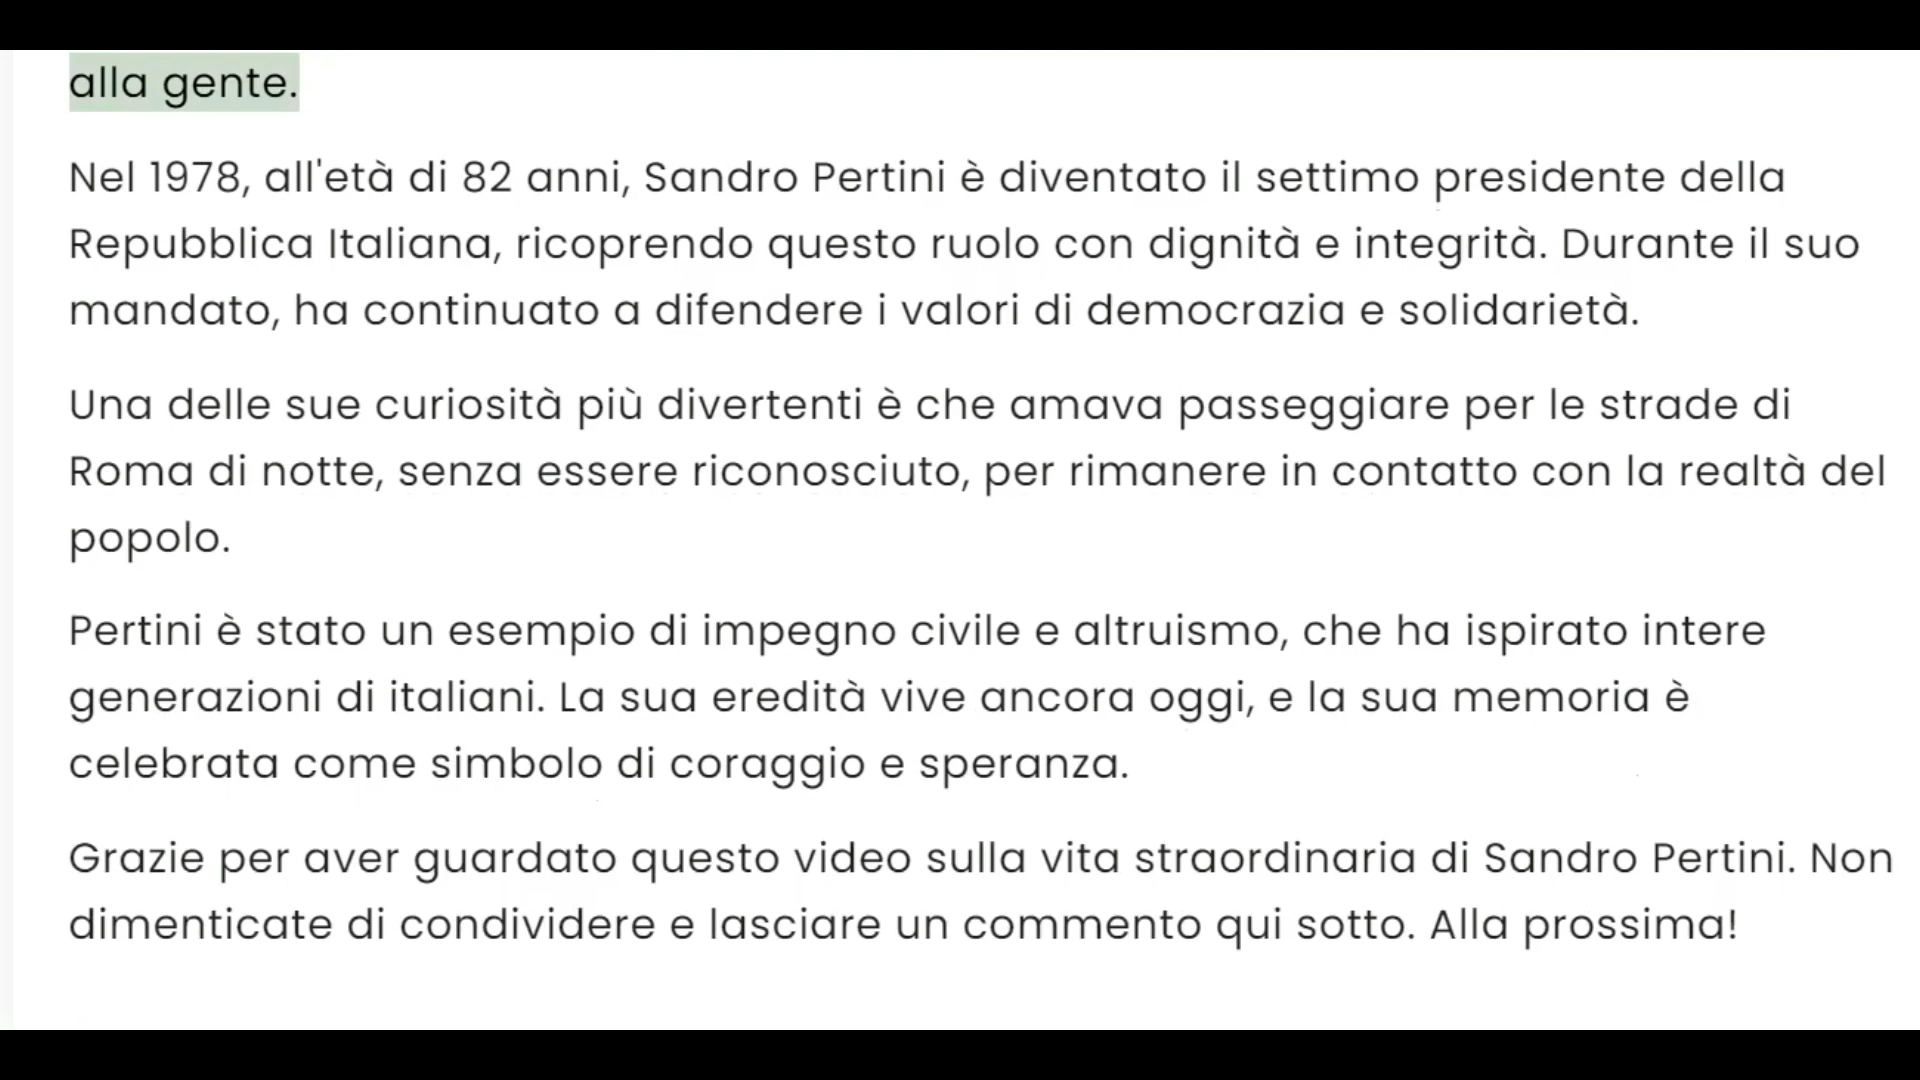 alla gente.
Nel 1978, all'età di 82 anni, Sandro Pertini è diventato il settimo presidente della
Repubblica Italiana, ricoprendo questo ruolo con dignità e integrità. Durante il suo
mandato, ha continuato a difendere i valori di democrazia e solidarietà.
Una delle sue curiosità più divertenti è che amava passeggiare per le strade di
Roma di notte, senza essere riconosciuto, per rimanere in contatto con la realtà del
popolo.
Pertini è stato un esempio di impegno civile e altruismo, che ha ispirato intere
generazioni di italiani. La sua eredità vive ancora oggi, e la sua memoria è
celebrata come simbolo di coraggio e speranza.
Grazie per aver guardato questo video sulla vita straordinaria di Sandro Pertini. Non
dimenticate di condividere e lasciare un commento qui sotto. Alla prossima!